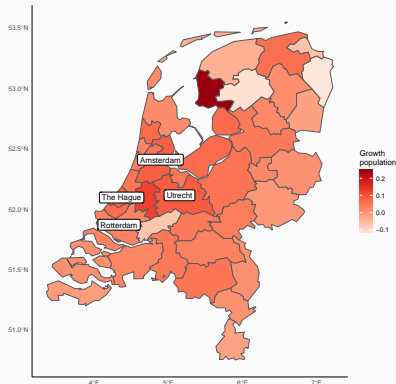 53.5°N
53.0°N
52.5°N
Amsterdam
The Hague
Utrecht
52.0°N
Rotterdam
51.5°N
51.0°N
4°E
5°E
6°E
7°E
Growth
population
0.2
0.1
0.0
−0.1